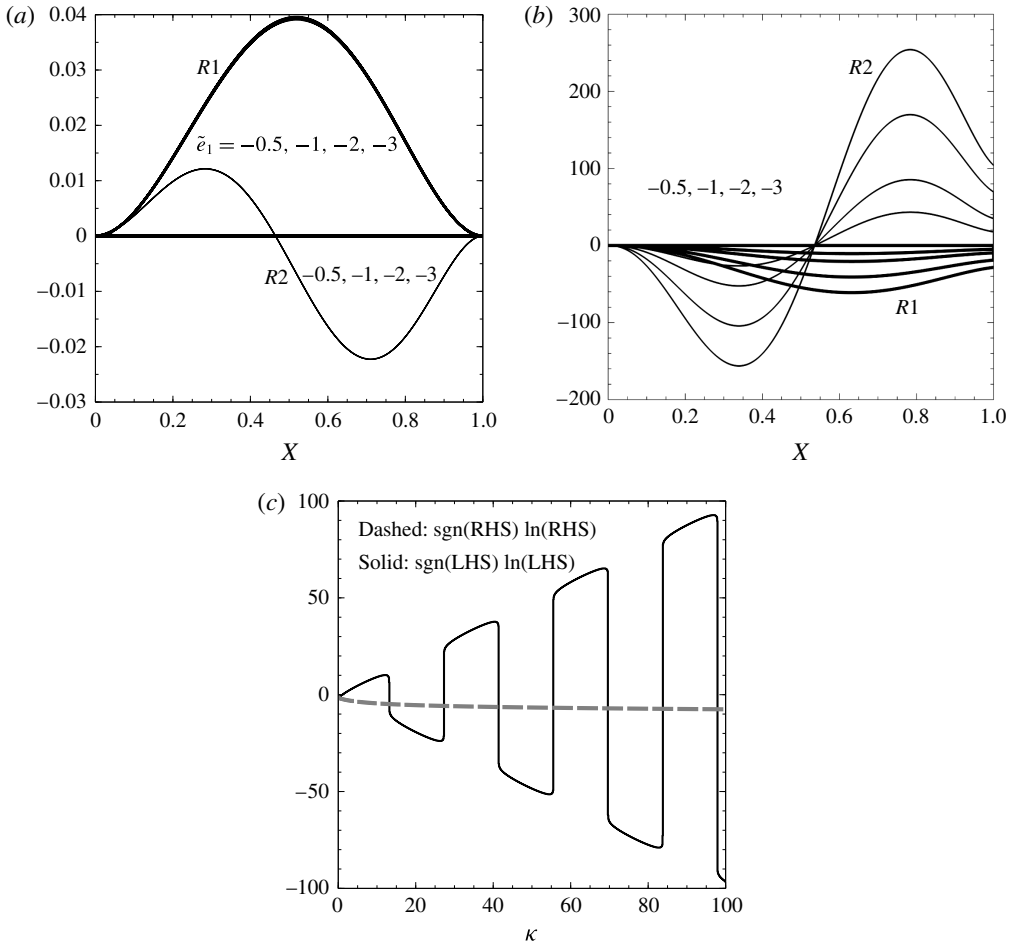 (a)
0.04
0.03
0.02
0.01
0
−0.01
−0.02
−0.03
R1
ẽ₁ = −0.5, −1, −2, −3
R2
−0.5, −1, −2, −3
0
0.2
0.4
0.6
0.8
1.0
X
(b)
300
200
100
0
−100
−200
−400
R2
−0.5, −1, −2, −3
R1
0
0.2
0.4
0.6
0.8
1.0
X
(c)
100
50
0
−50
−100
Dashed: sgn(RHS) ln(RHS)
Solid: sgn(LHS) ln(LHS)
0
20
40
60
80
100
κ